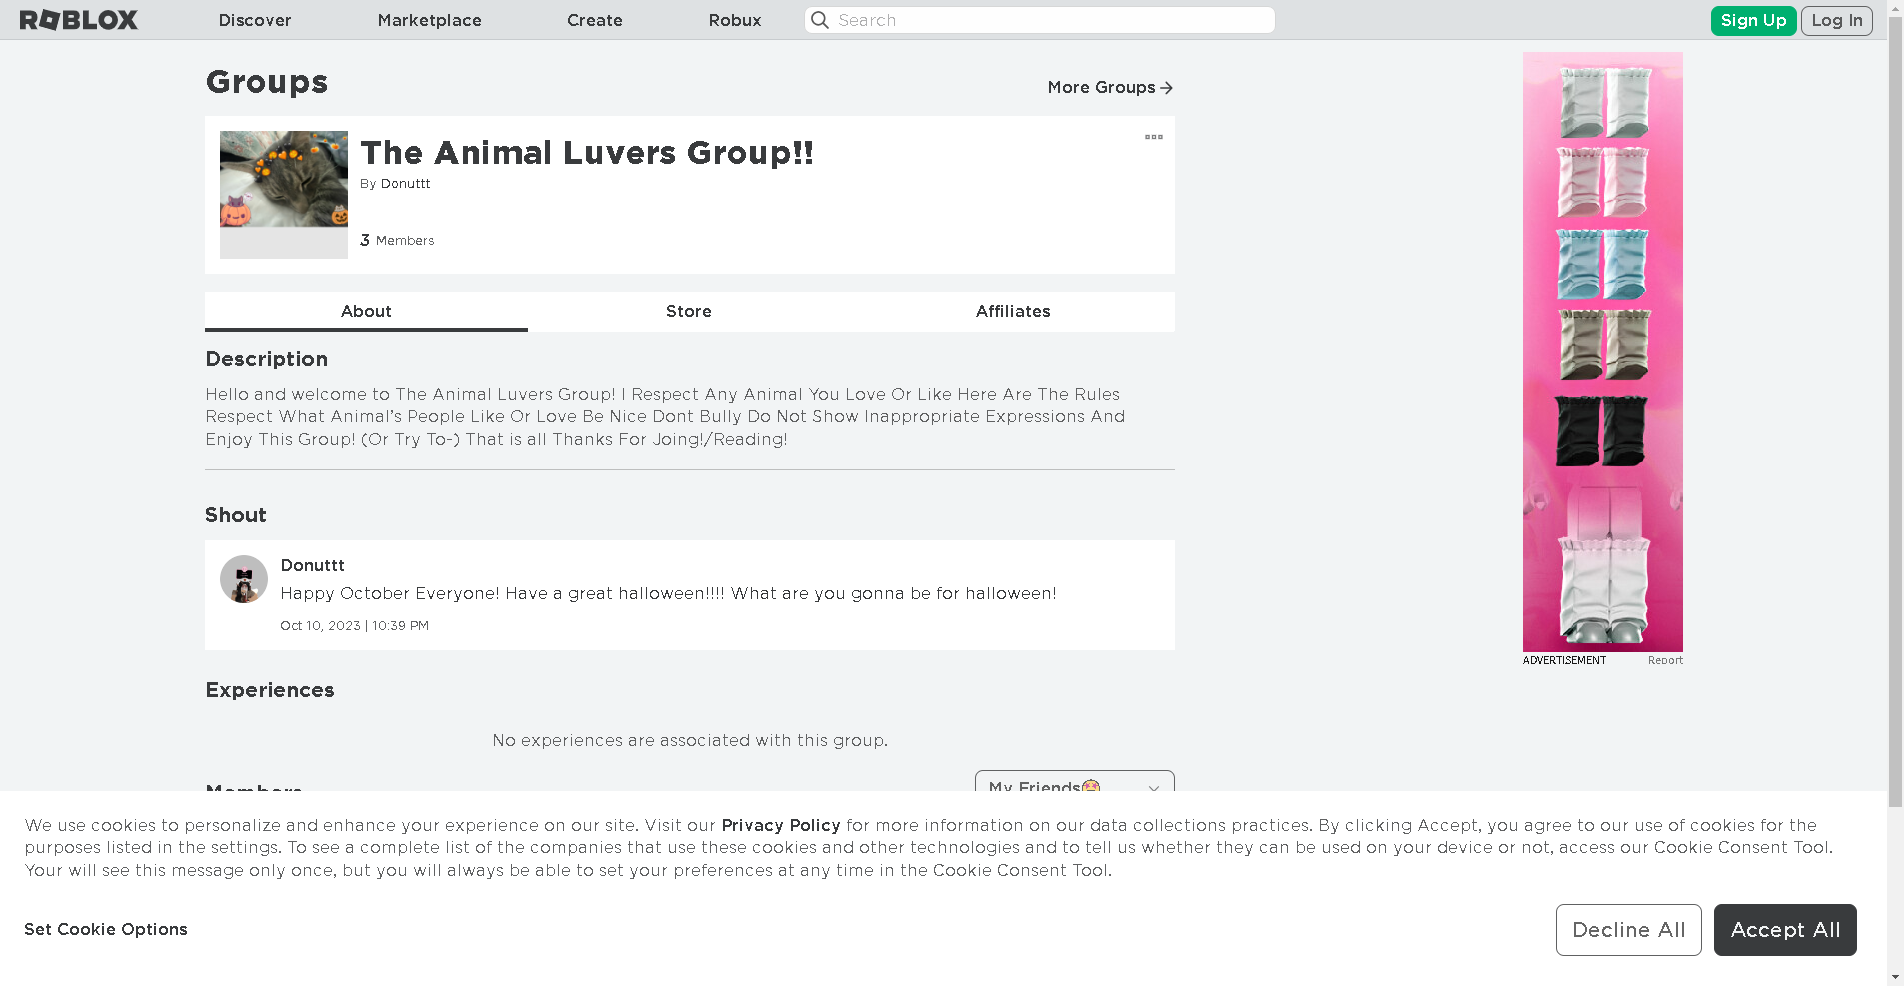 ROBLOX Discover Marketplace Create Robux Search Sign Up Log In
Groups
More Groups
The Animal Luvers Group!!
By Donuttt
3 Members
About Store Affiliates
Description
Hello and welcome to The Animal Luvers Group! I Respect Any Animal You Love Or Like Here Are The Rules
Respect What Animal's People Like Or Love Be Nice Dont Bully Do Not Show Inappropriate Expressions And
Enjoy This Group! (Or Try To-) That is all Thanks For Joing!/Reading!
Shout
Donuttt
Happy October Everyone! Have a great halloween!!!! What are you gonna be for halloween!
Oct 10, 2023 | 10:39 PM
ADVERTISEMENT Report
Experiences
No experiences are associated with this group.
Members My Friends🤩
We use cookies to personalize and enhance your experience on our site. Visit our Privacy Policy for more information on our data collections practices. By clicking Accept, you agree to our use of cookies for the
purposes listed in the settings. To see a complete list of the companies that use these cookies and other technologies and to tell us whether they can be used on your device or not, access our Cookie Consent Tool.
Your will see this message only once, but you will always be able to set your preferences at any time in the Cookie Consent Tool.
Set Cookie Options Decline All Accept All